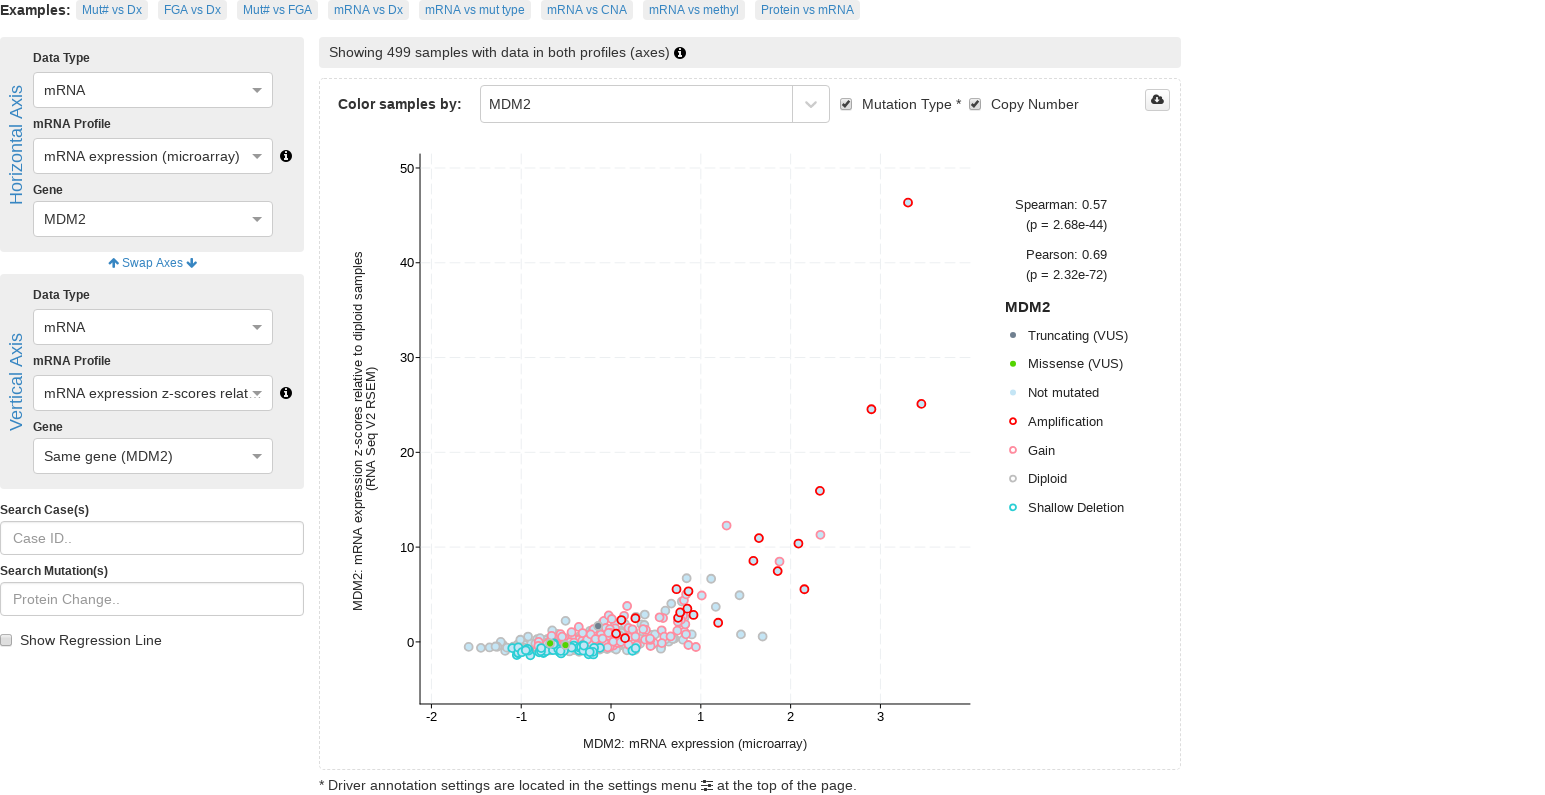 Examples: Mut# vs Dx FGA vs Dx Mut# vs FGA mRNA vs Dx mRNA vs mut type mRNA vs CNA mRNA vs methyl Protein vs mRNA
Horizontal Axis
Data Type
mRNA
mRNA Profile
mRNA expression (microarray)
Gene
MDM2
Swap Axes
Vertical Axis
Data Type
mRNA
mRNA Profile
mRNA expression z-scores relat…
Gene
Same gene (MDM2)
Search Case(s)
Case ID..
Search Mutation(s)
Protein Change..
Show Regression Line
Showing 499 samples with data in both profiles (axes)
Color samples by: MDM2 Mutation Type * Copy Number
MDM2: mRNA expression z-scores relative to diploid samples
(RNA Seq V2 RSEM)
50
40
30
20
10
0
-2 -1 0 1 2 3
MDM2: mRNA expression (microarray)
Spearman: 0.57
(p = 2.68e-44)
Pearson: 0.69
(p = 2.32e-72)
MDM2
Truncating (VUS)
Missense (VUS)
Not mutated
Amplification
Gain
Diploid
Shallow Deletion
* Driver annotation settings are located in the settings menu at the top of the page.